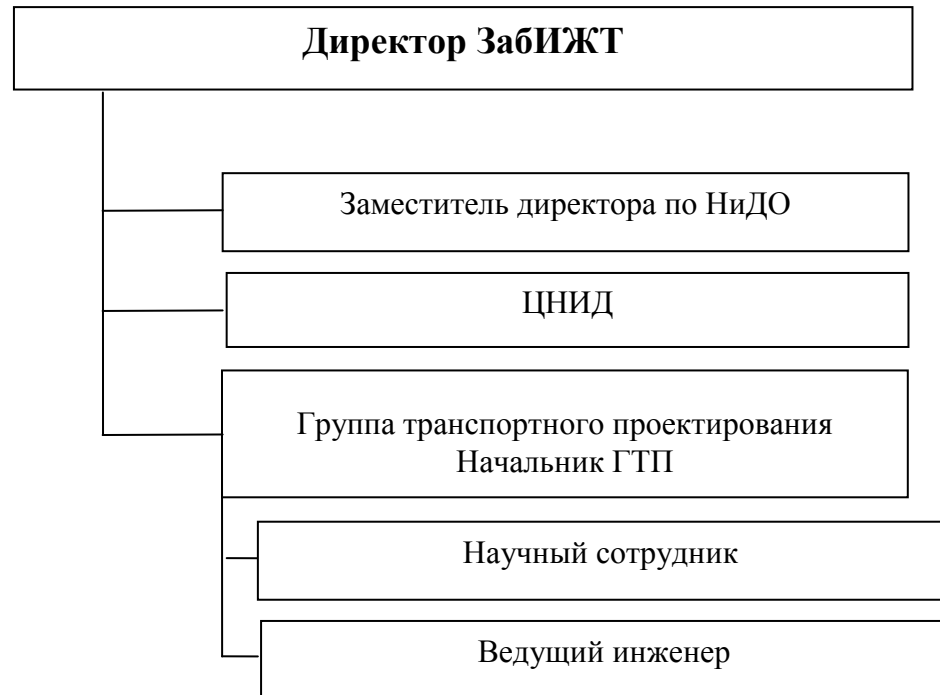 Директор ЗабИЖТ
Заместитель директора по НиДО
ЦНИД
Группа транспортного проектирования
Начальник ГТП
Научный сотрудник
Ведущий инженер